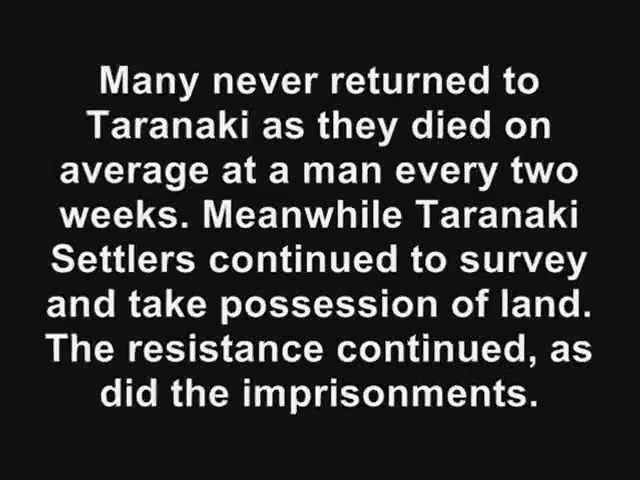 Many never returned to
Taranaki as they died on
average at a man every two
weeks. Meanwhile Taranaki
Settlers continued to survey
and take possession of land.
The resistance continued, as
did the imprisonments.